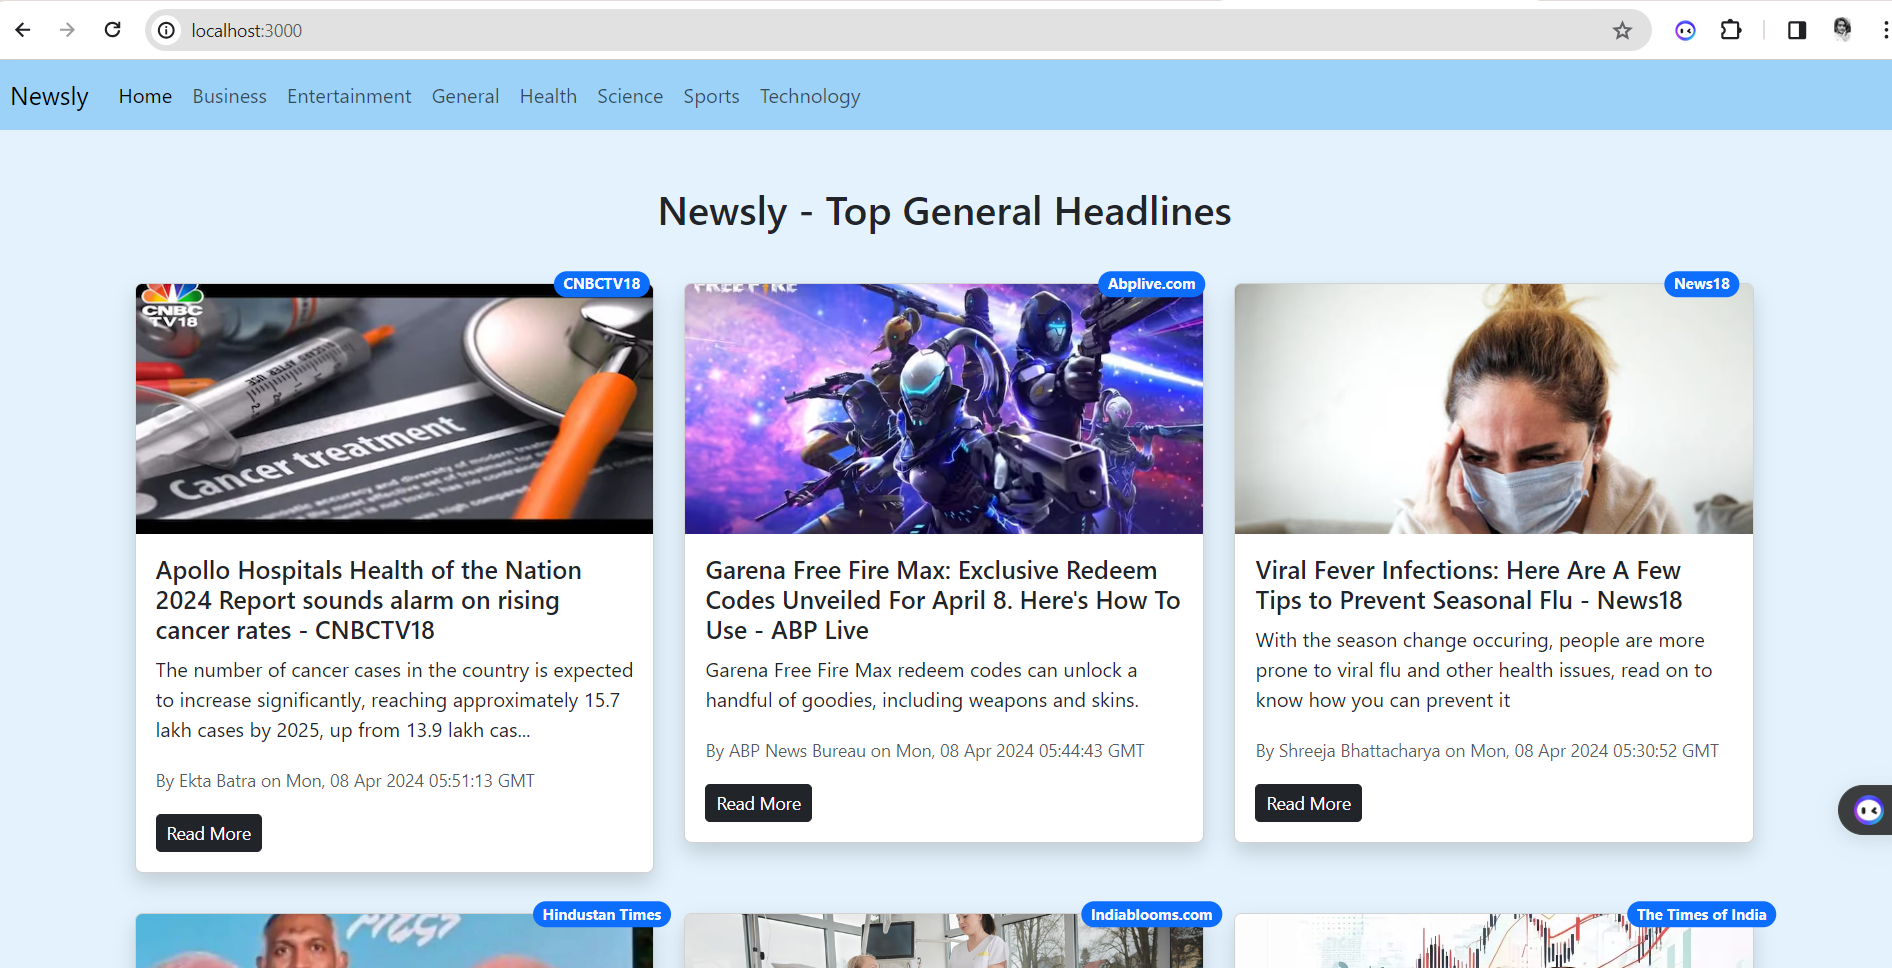 localhost:3000
Newsly Home Business Entertainment General Health Science Sports Technology
Newsly - Top General Headlines
CNBCTV18
CNBC
TV18
Cancer treatment
Apollo Hospitals Health of the Nation
2024 Report sounds alarm on rising
cancer rates - CNBCTV18
The number of cancer cases in the country is expected
to increase significantly, reaching approximately 15.7
lakh cases by 2025, up from 13.9 lakh cas...
By Ekta Batra on Mon, 08 Apr 2024 05:51:13 GMT
Read More
Abplive.com
FREE FIRE
Garena Free Fire Max: Exclusive Redeem
Codes Unveiled For April 8. Here's How To
Use - ABP Live
Garena Free Fire Max redeem codes can unlock a
handful of goodies, including weapons and skins.
By ABP News Bureau on Mon, 08 Apr 2024 05:44:43 GMT
Read More
News18
Viral Fever Infections: Here Are A Few
Tips to Prevent Seasonal Flu - News18
With the season change occuring, people are more
prone to viral flu and other health issues, read on to
know how you can prevent it
By Shreeja Bhattacharya on Mon, 08 Apr 2024 05:30:52 GMT
Read More
Hindustan Times
Indiablooms.com
The Times of India